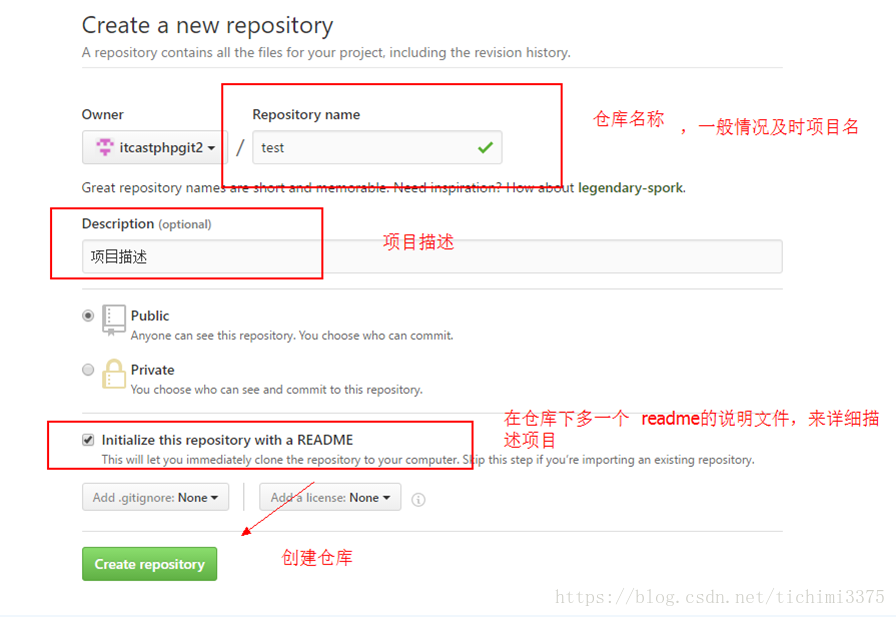 Create a new repository
A repository contains all the files for your project, including the revision history.
Owner
Repository name
仓库名称 ，一般情况及时项目名
itcastphpgit2 / test
Great repository names are short and memorable. Need inspiration? How about legendary-spork.
Description (optional)
项目描述
项目描述
Public
Anyone can see this repository. You choose who can commit.
Private
You choose who can see and commit to this repository.
在仓库下多一个 readme的说明文件，来详细描
述项目
Initialize this repository with a README
This will let you immediately clone the repository to your computer. Skip this step if you're importing an existing repository.
Add .gitignore: None
Add a license: None
创建仓库
Create repository
https://blog.csdn.net/tichimi3375